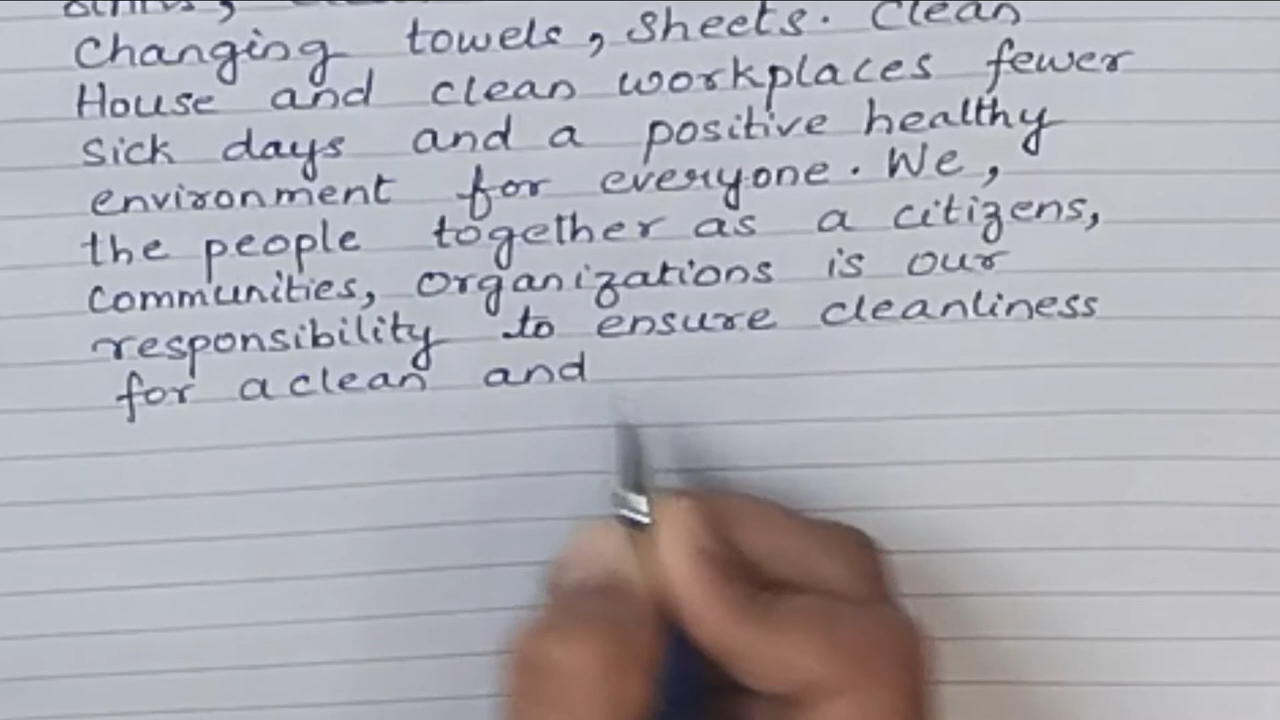 changing towels, sheets. Clean
House and clean workplaces fewer
sick days and a positive healthy
environment for everyone. We,
the people together as a citizens,
communities, organizations is our
responsibility to ensure cleanliness
for a clean and